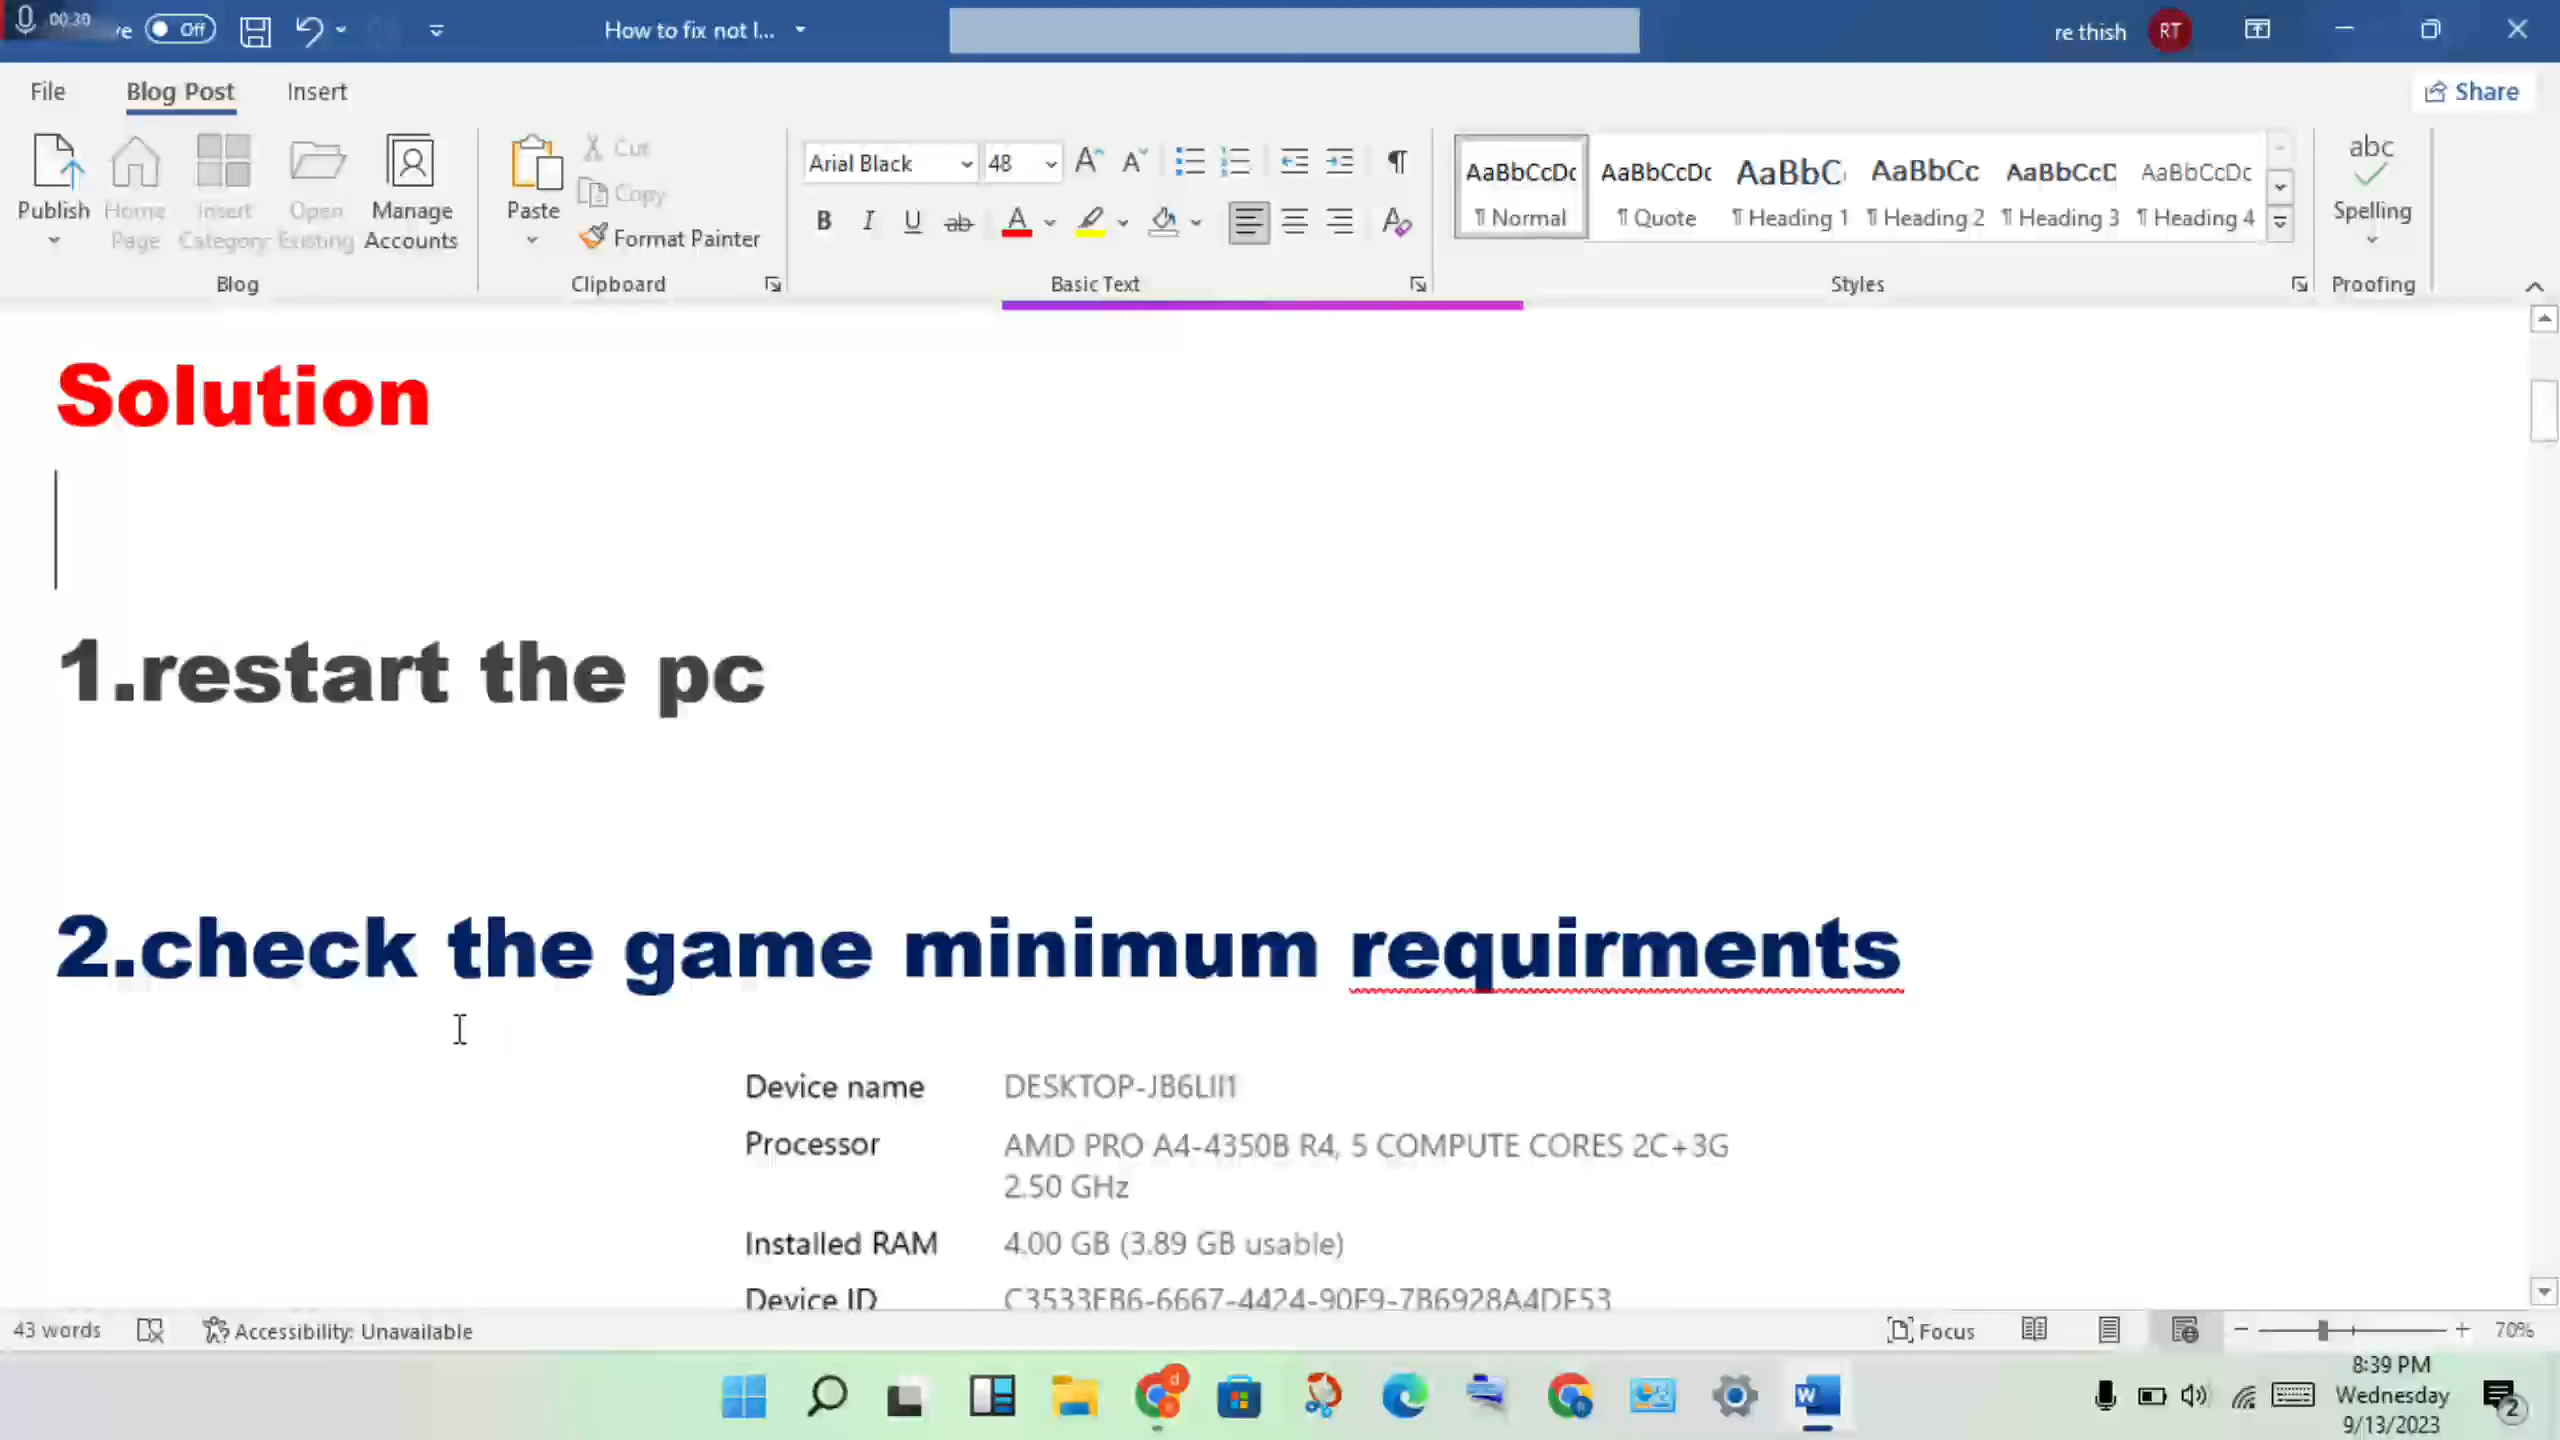 00:30
ve
Off
How to fix not l...
re thish
RT
File
Blog Post
Insert
Share
Publish
Home Page
Insert Category
Open Existing
Manage Accounts
Blog
Paste
Cut
Copy
Format Painter
Clipboard
Arial Black
48
Basic Text
AaBbCcDc
¶ Normal
AaBbCcDc
¶ Quote
AaBbC
¶ Heading 1
AaBbCc
¶ Heading 2
AaBbCcD
¶ Heading 3
AaBbCcDc
¶ Heading 4
Styles
abc
Spelling
Proofing
Solution
1.restart the pc
2.check the game minimum requirments
Device name DESKTOP-JB6LII1
Processor AMD PRO A4-4350B R4, 5 COMPUTE CORES 2C+3G
2.50 GHz
Installed RAM 4.00 GB (3.89 GB usable)
Device ID
43 words
Accessibility: Unavailable
Focus
70%
8:39 PM
Wednesday
9/13/2023
2